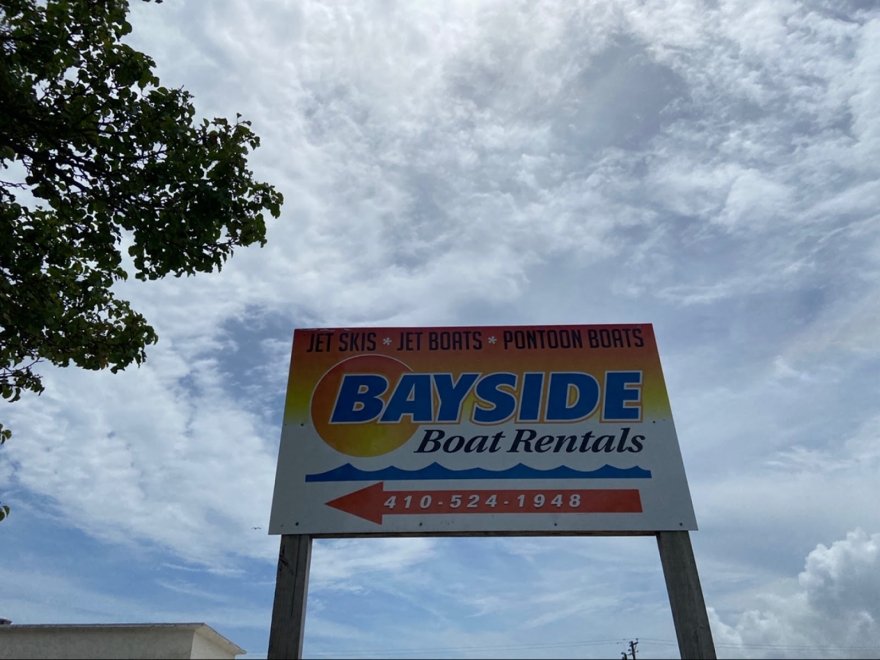 JET SKIS * JET BOATS * PONTOON BOATS
BAYSIDE
Boat Rentals
410-524-1948